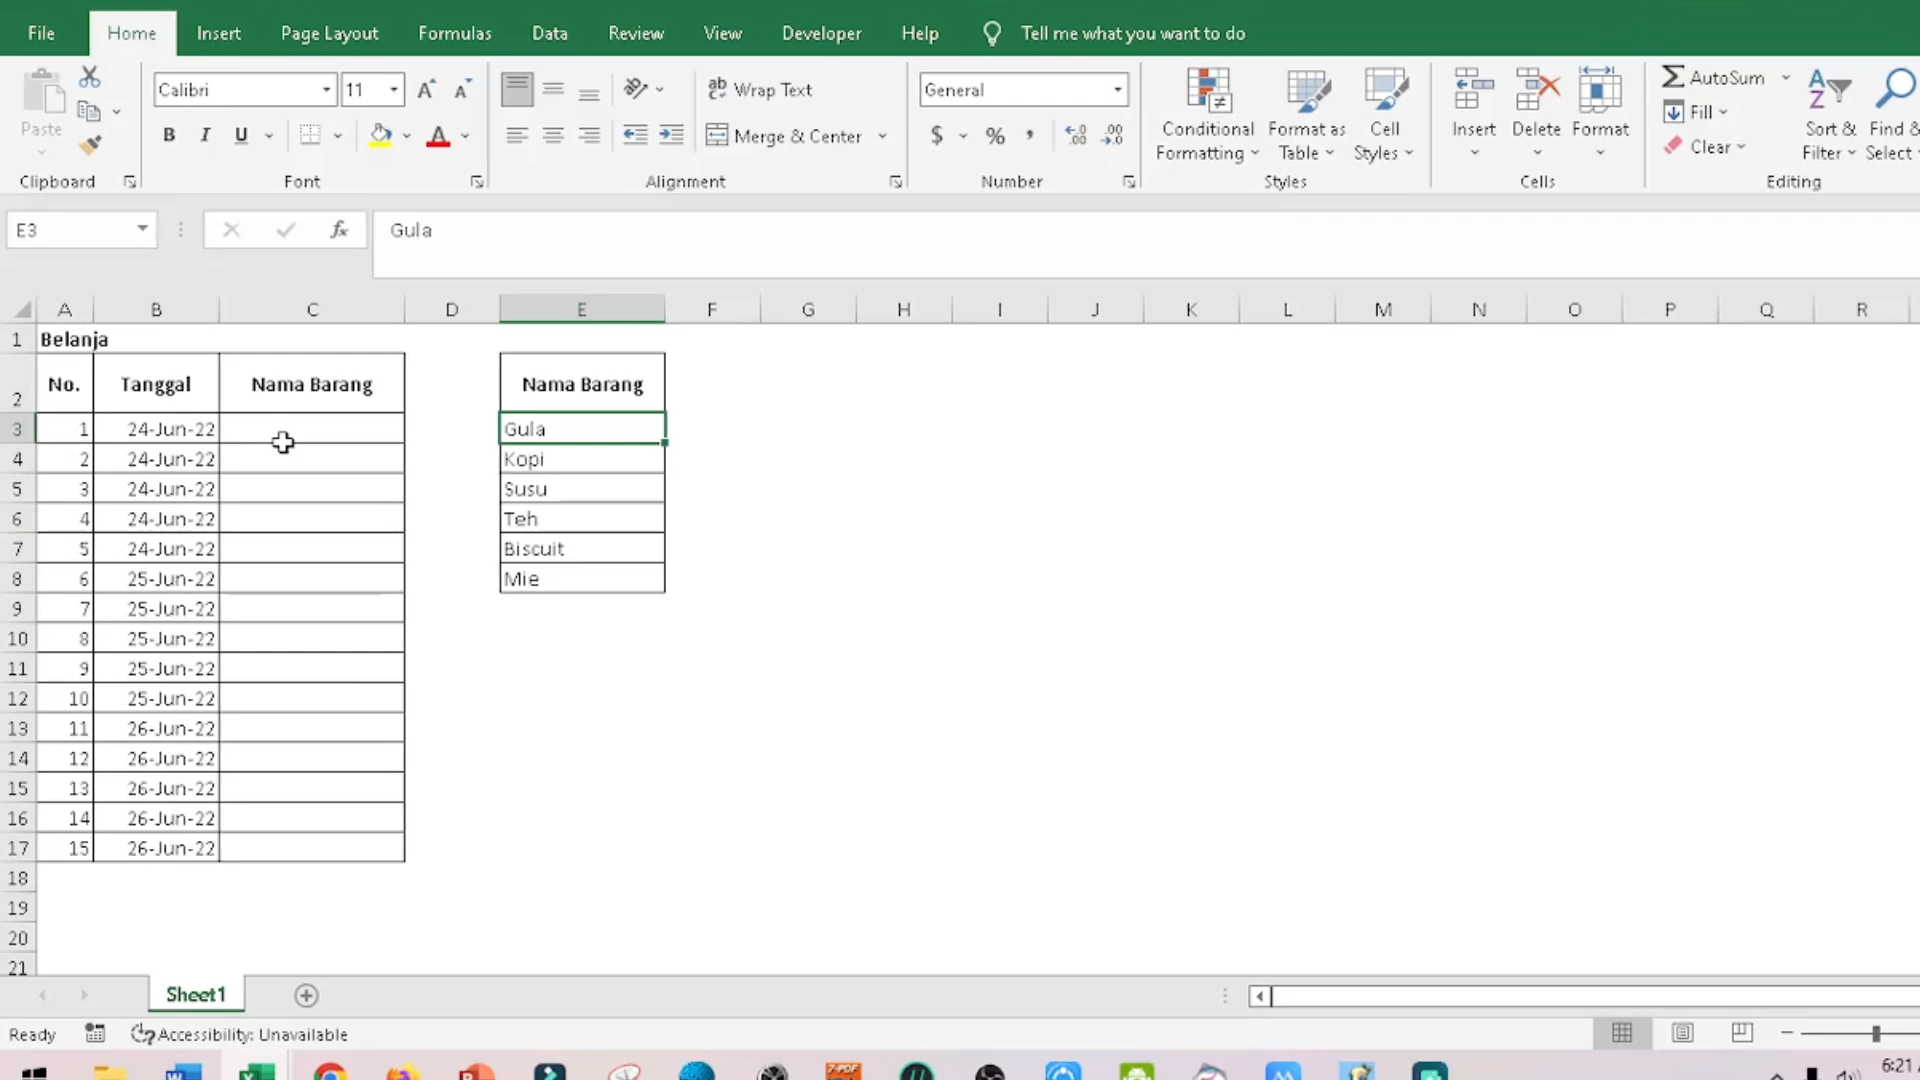 File Home Insert Page Layout Formulas Data Review View Developer Help Tell me what you want to do
Calibri 11 Wrap Text General AutoSum
Paste B I U Merge & Center $ % , Conditional Formatting Format as Table Cell Styles Insert Delete Format Fill Clear Sort & Filter Find & Select
Clipboard Font Alignment Number Styles Cells Editing
E3 fx Gula
A B C D E F G H I J K L M N O P Q R
1 Belanja
2 No. Tanggal Nama Barang Nama Barang
3 1 24-Jun-22 Gula
4 2 24-Jun-22 Kopi
5 3 24-Jun-22 Susu
6 4 24-Jun-22 Teh
7 5 24-Jun-22 Biscuit
8 6 25-Jun-22 Mie
9 7 25-Jun-22
10 8 25-Jun-22
11 9 25-Jun-22
12 10 25-Jun-22
13 11 26-Jun-22
14 12 26-Jun-22
15 13 26-Jun-22
16 14 26-Jun-22
17 15 26-Jun-22
18
19
20
21
Sheet1
Ready Accessibility: Unavailable
6:21